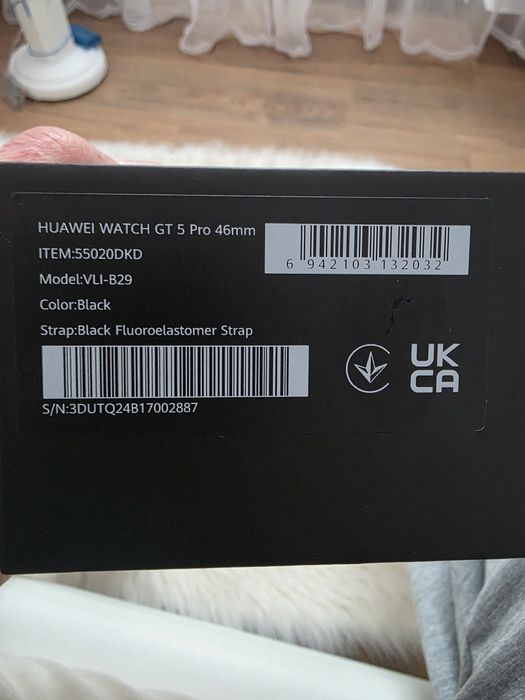 HUAWEI WATCH GT 5 Pro 46mm
ITEM:55020DKD
Model:VLI-B29
Color:Black
Strap:Black Fluoroelastomer Strap
S/N:3DUTQ24B17002887
6 942103 132032
UK
CA